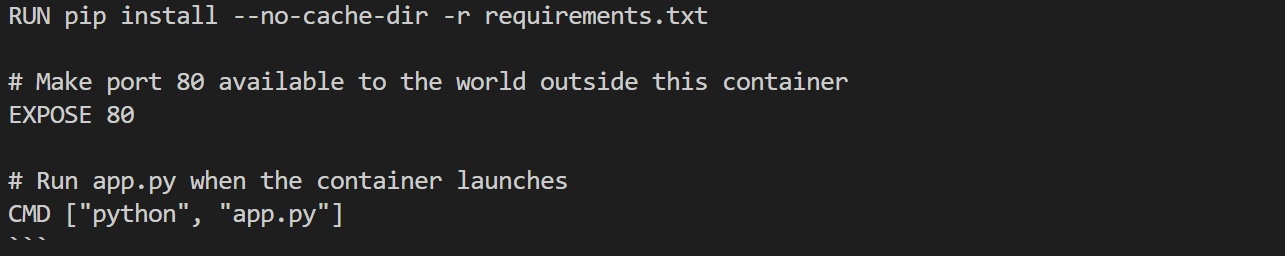 RUN pip install --no-cache-dir -r requirements.txt
# Make port 80 available to the world outside this container
EXPOSE 80
# Run app.py when the container launches
CMD ["python", "app.py"]
```